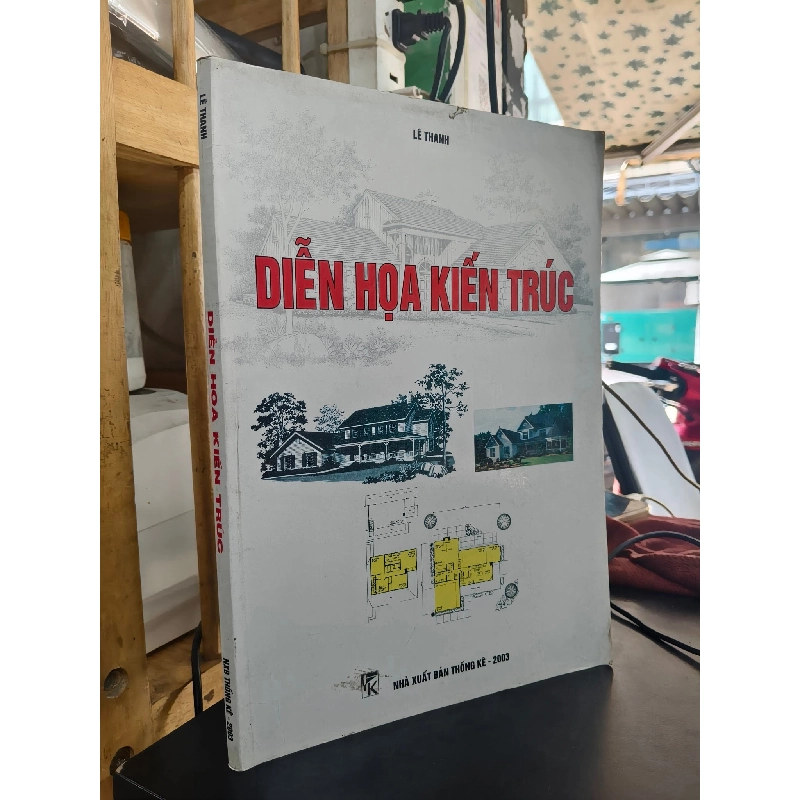 LÊ THANH
DIỄN HỌA KIẾN TRÚC
NXB THỐNG KÊ - 2003
LÊ THANH
DIỄN HỌA KIẾN TRÚC
NHÀ XUẤT BẢN THỐNG KÊ - 2003